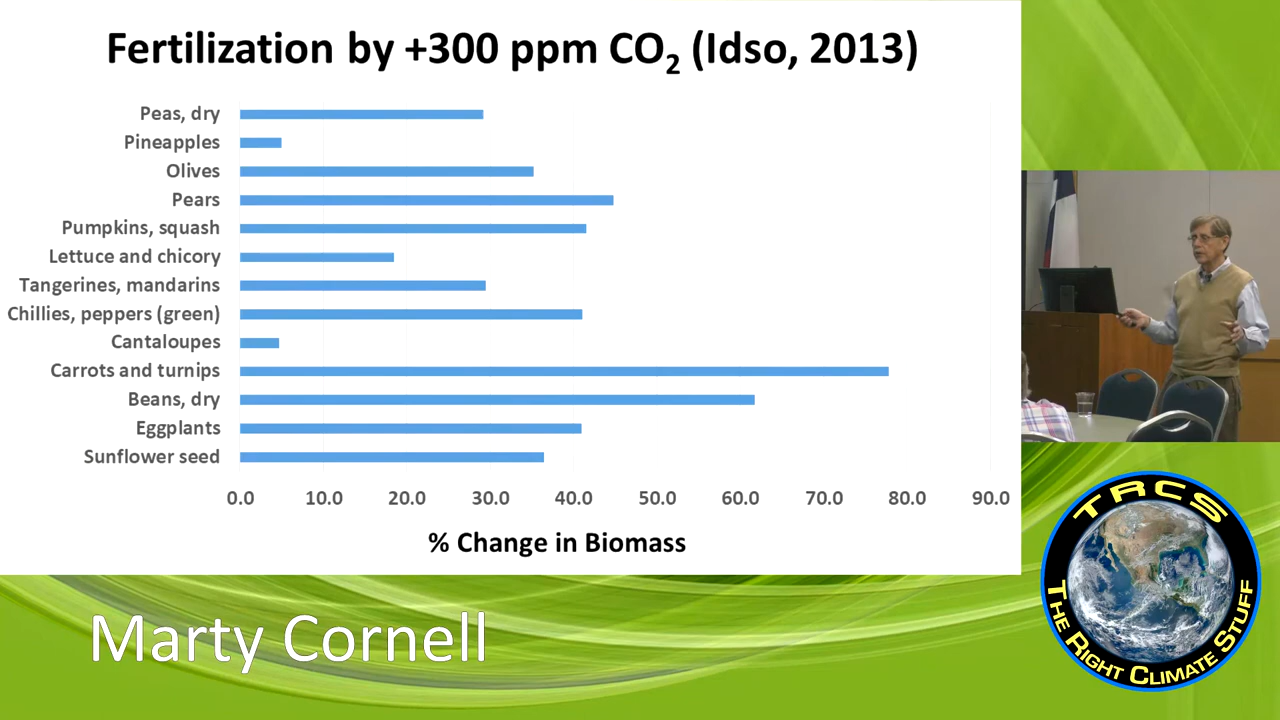 Fertilization by +300 ppm CO₂ (Idso, 2013)
Peas, dry
Pineapples
Olives
Pears
Pumpkins, squash
Lettuce and chicory
Tangerines, mandarins
Chillies, peppers (green)
Cantaloupes
Carrots and turnips
Beans, dry
Eggplants
Sunflower seed
0.0 10.0 20.0 30.0 40.0 50.0 60.0 70.0 80.0 90.0
% Change in Biomass
Marty Cornell
TRCS
THE RIGHT CLIMATE STUFF